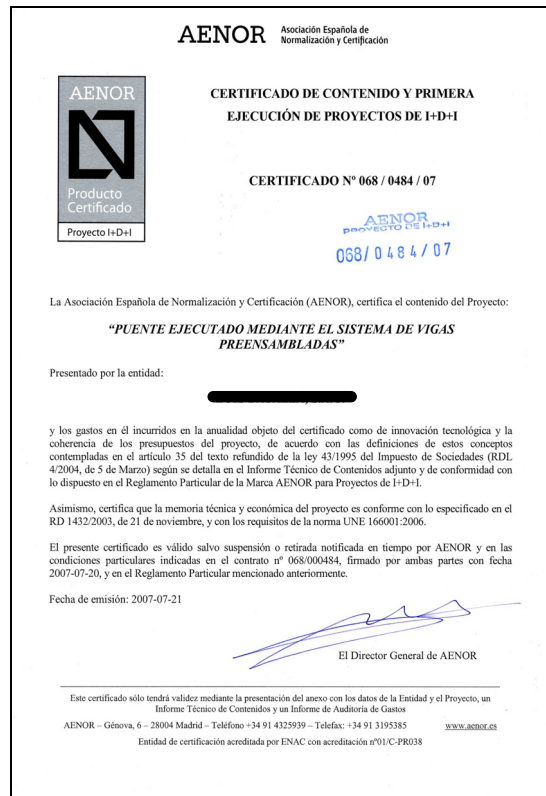 AENOR Asociación Española de
Normalización y Certificación
AENOR
Producto
Certificado
Proyecto I+D+I
CERTIFICADO DE CONTENIDO Y PRIMERA
EJECUCIÓN DE PROYECTOS DE I+D+I
CERTIFICADO Nº 068 / 0484 / 07
AENOR
PROYECTO DE I+D+I
068/0484/07
La Asociación Española de Normalización y Certificación (AENOR), certifica el contenido del Proyecto:
“PUENTE EJECUTADO MEDIANTE EL SISTEMA DE VIGAS
PREENSAMBLADAS”
Presentado por la entidad:
y los gastos en él incurridos en la anualidad objeto del certificado como de innovación tecnológica y la
coherencia de los presupuestos del proyecto, de acuerdo con las definiciones de estos conceptos
contempladas en el artículo 35 del texto refundido de la ley 43/1995 del Impuesto de Sociedades (RDL
4/2004, de 5 de Marzo) según se detalla en el Informe Técnico de Contenidos adjunto y de conformidad con
lo dispuesto en el Reglamento Particular de la Marca AENOR para Proyectos de I+D+I.
Asimismo, certifica que la memoria técnica y económica del proyecto es conforme con lo especificado en el
RD 1432/2003, de 21 de noviembre, y con los requisitos de la norma UNE 166001:2006.
El presente certificado es válido salvo suspensión o retirada notificada en tiempo por AENOR y en las
condiciones particulares indicadas en el contrato nº 068/000484, firmado por ambas partes con fecha
2007-07-20, y en el Reglamento Particular mencionado anteriormente.
Fecha de emisión: 2007-07-21
El Director General de AENOR
Este certificado sólo tendrá validez mediante la presentación del anexo con los datos de la Entidad y el Proyecto, un
Informe Técnico de Contenidos y un Informe de Auditoría de Gastos
AENOR – Génova, 6 – 28004 Madrid – Teléfono +34 91 4325939 – Telefax: +34 91 3195385 www.aenor.es
Entidad de certificación acreditada por ENAC con acreditación nº01/C-PR038